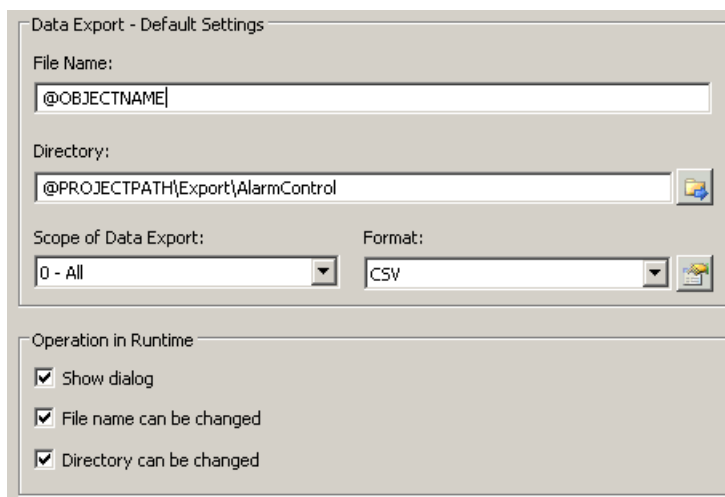 Data Export - Default Settings
File Name:
@OBJECTNAME
Directory:
@PROJECTPATH\Export\AlarmControl
Scope of Data Export: Format:
0 - All CSV
Operation in Runtime
Show dialog
File name can be changed
Directory can be changed